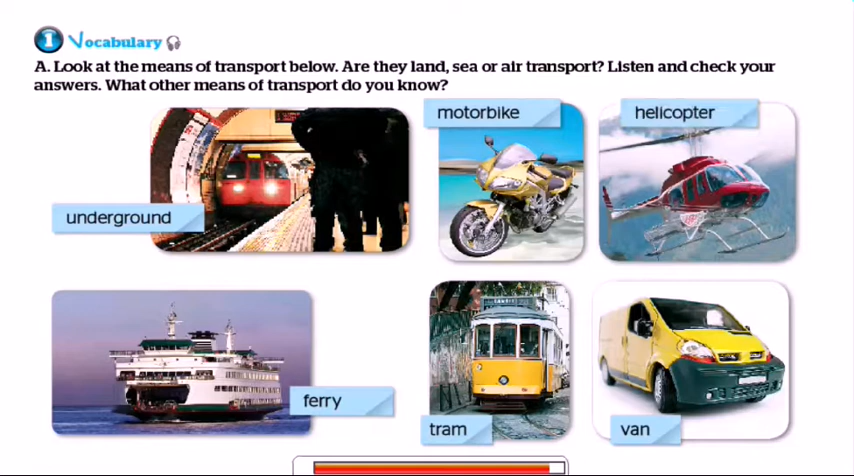 1 Vocabulary
A. Look at the means of transport below. Are they land, sea or air transport? Listen and check your
answers. What other means of transport do you know?
motorbike
helicopter
underground
ferry
tram
van